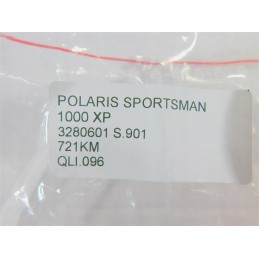 POLARIS SPORTSMAN
1000 XP
3280601 S.901
721KM
QLI.096